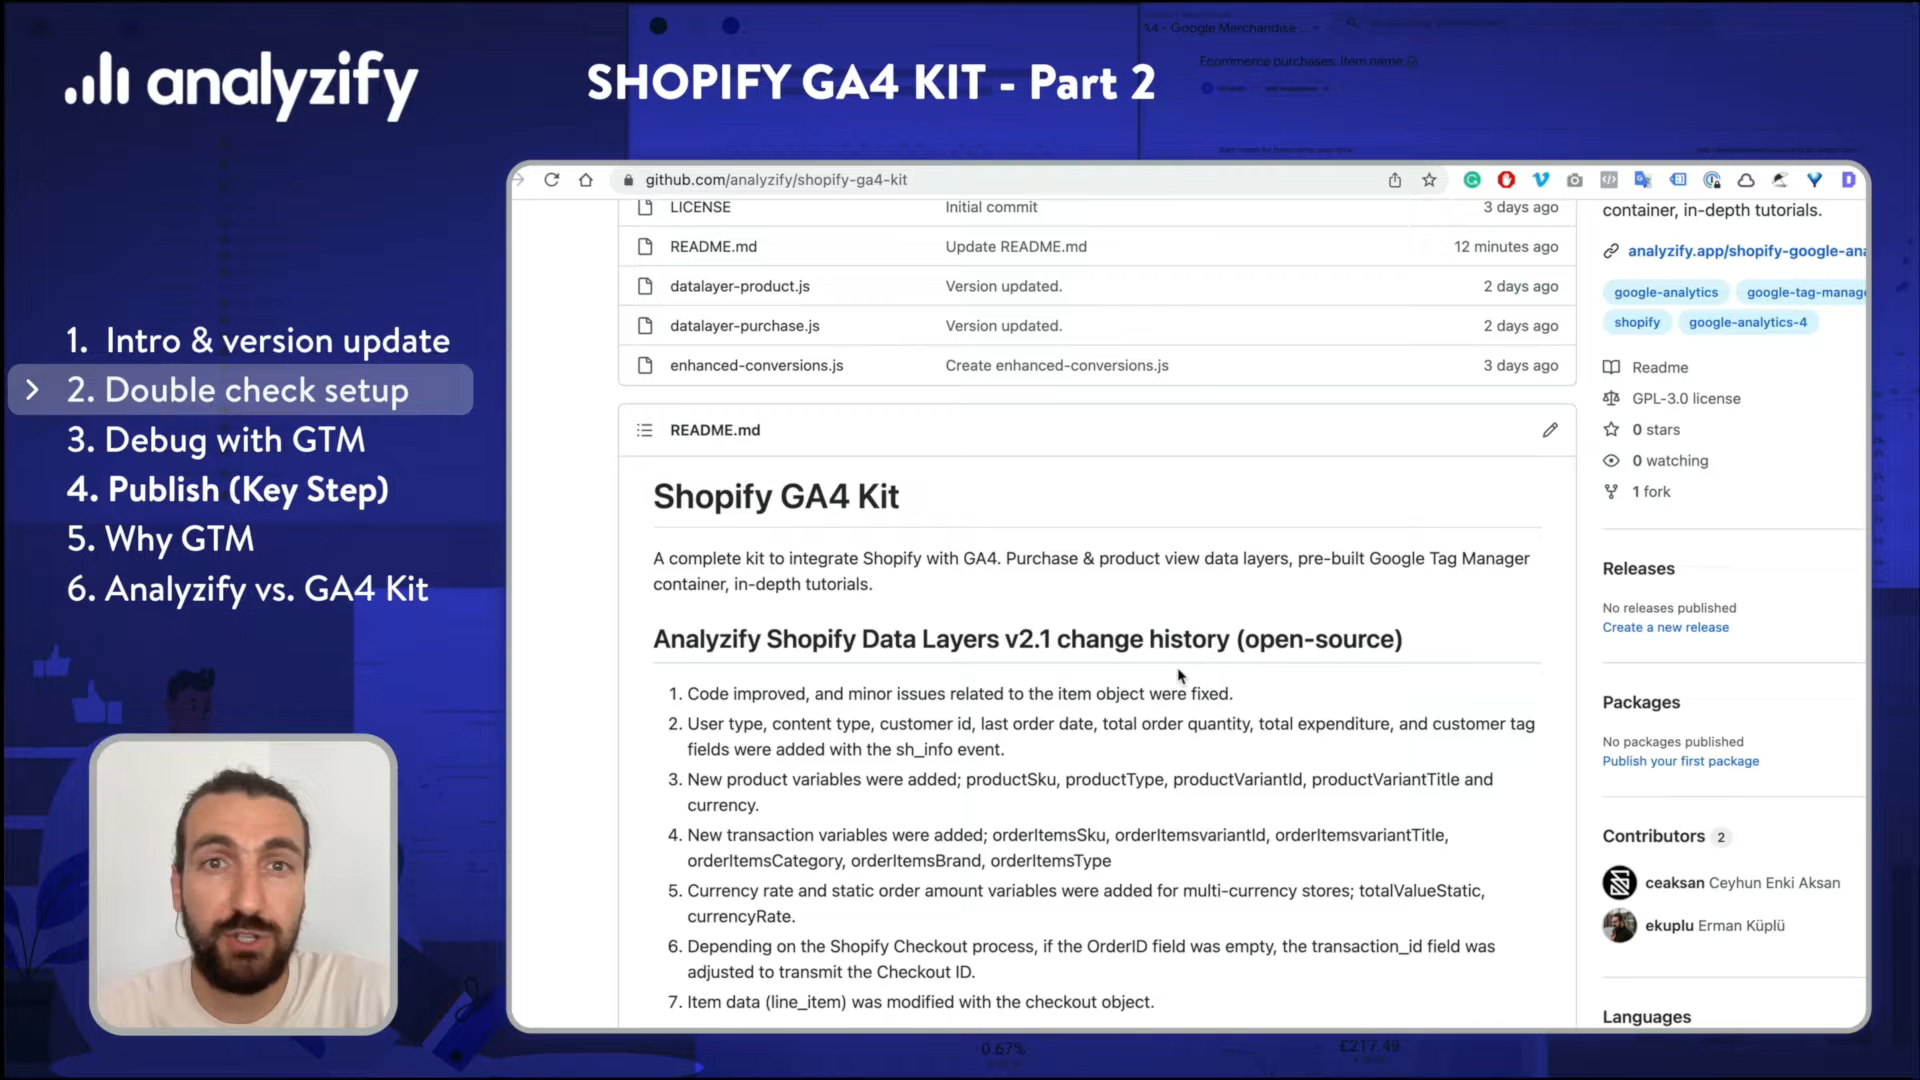 analyzify
SHOPIFY GA4 KIT - Part 2
4 - Google Merchandise
Ecommerce purchases: Item name
1. Intro & version update
2. Double check setup
3. Debug with GTM
4. Publish (Key Step)
5. Why GTM
6. Analyzify vs. GA4 Kit
github.com/analyzify/shopify-ga4-kit
LICENSE Initial commit 3 days ago
README.md Update README.md 12 minutes ago
datalayer-product.js Version updated. 2 days ago
datalayer-purchase.js Version updated. 2 days ago
enhanced-conversions.js Create enhanced-conversions.js 3 days ago
README.md
Shopify GA4 Kit
A complete kit to integrate Shopify with GA4. Purchase & product view data layers, pre-built Google Tag Manager
container, in-depth tutorials.
Analyzify Shopify Data Layers v2.1 change history (open-source)
1. Code improved, and minor issues related to the item object were fixed.
2. User type, content type, customer id, last order date, total order quantity, total expenditure, and customer tag
fields were added with the sh_info event.
3. New product variables were added; productSku, productType, productVariantId, productVariantTitle and
currency.
4. New transaction variables were added; orderItemsSku, orderItemsvariantId, orderItemsvariantTitle,
orderItemsCategory, orderItemsBrand, orderItemsType
5. Currency rate and static order amount variables were added for multi-currency stores; totalValueStatic,
currencyRate.
6. Depending on the Shopify Checkout process, if the OrderID field was empty, the transaction_id field was
adjusted to transmit the Checkout ID.
7. Item data (line_item) was modified with the checkout object.
container, in-depth tutorials.
analyzify.app/shopify-google-ana
google-analytics google-tag-manage
shopify google-analytics-4
Readme
GPL-3.0 license
0 stars
0 watching
1 fork
Releases
No releases published
Create a new release
Packages
No packages published
Publish your first package
Contributors 2
ceaksan Ceyhun Enki Aksan
ekuplu Erman Küplü
Languages
0.67%
£217.49